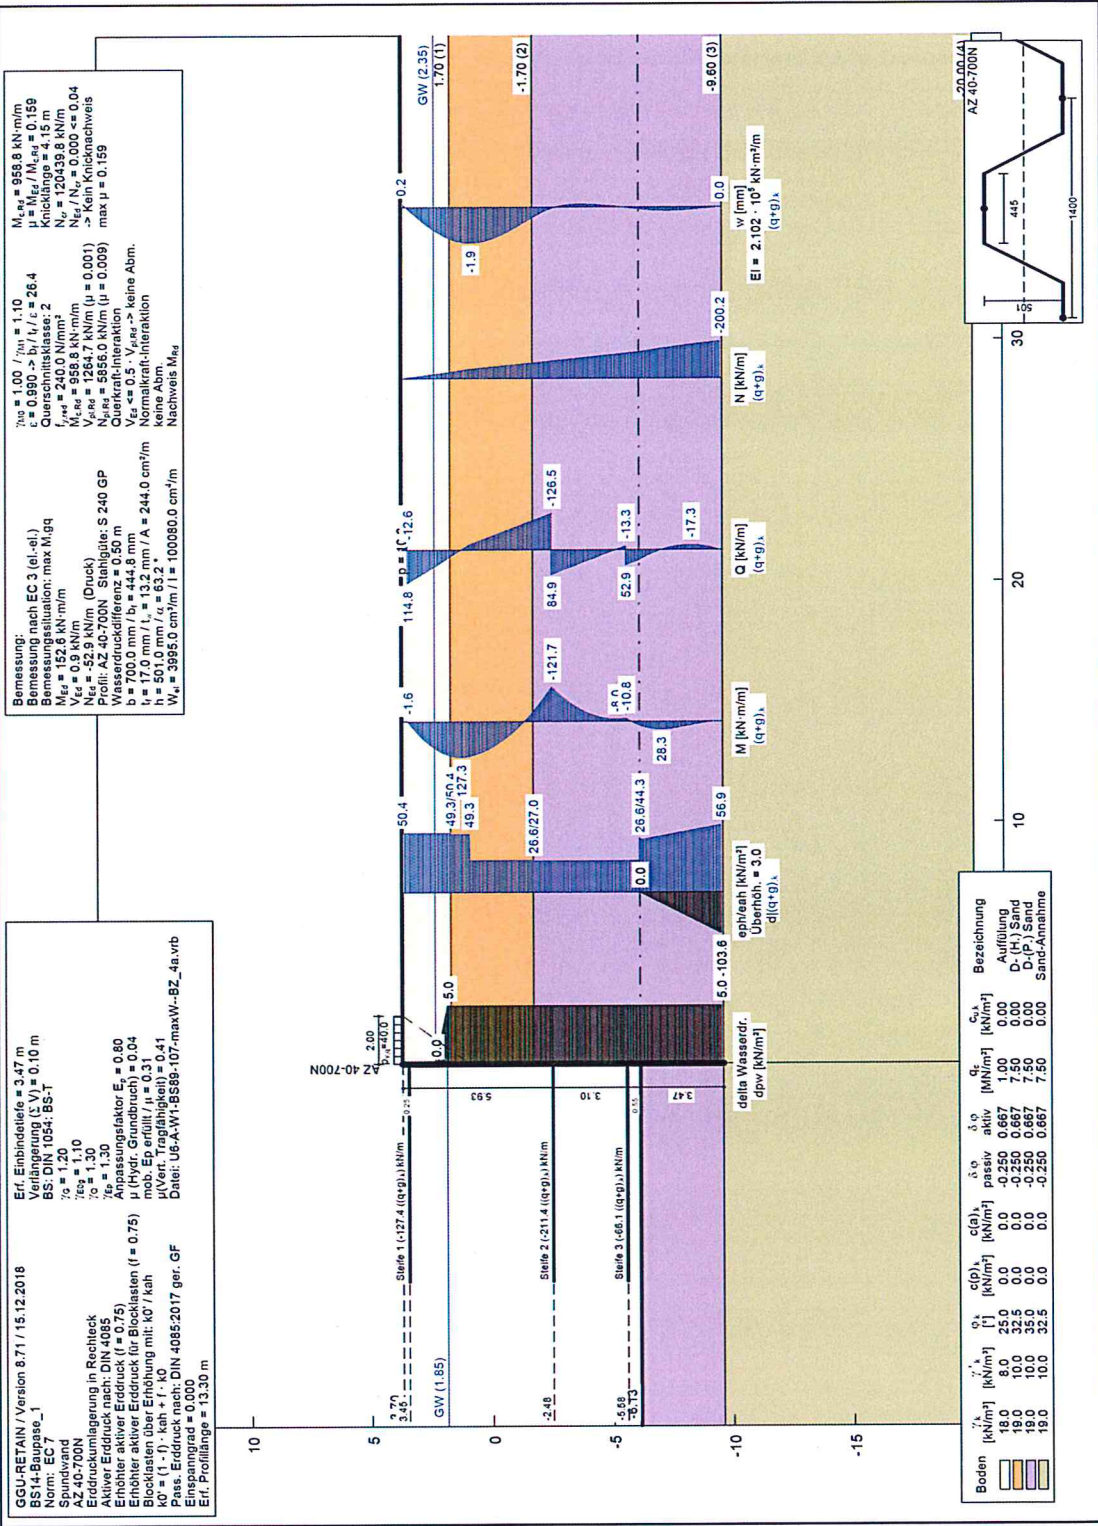 GGU-RETAIN / Version 8.71 / 15.12.2018
BS14-Baupase_1
Norm: EC 7
Spundwand
AZ 40-700N
Erddruckumlagerung in Rechteck
Aktiver Erddruck nach: DIN 4085
Erhöhter aktiver Erddruck (f = 0.75)
Erhöhter aktiver Erddruck für Blocklasten (f = 0.75)
Blocklasten über Erhöhung mit: k0' / kah
k0' = (1 - f) · kah + f · k0
Pass. Erddruck nach: DIN 4085:2017 ger. GF
Einspanngrad = 0.000
Erf. Profillänge = 13.30 m
Erf. Einbindetiefe = 3.47 m
Verlängerung (Σ V) = 0.10 m
BS: DIN 1054: BS-T
γG = 1.20
γE0g = 1.10
γQ = 1.30
γEp = 1.30
Anpassungsfaktor Ep = 0.80
μ (Hydr. Grundbruch) = 0.04
mob. Ep erfüllt / μ = 0.31
μ(Vert. Tragfähigkeit) = 0.41
Datei: U6-A-W1-BS89-107-maxW--BZ_4a.vrb
Bemessung:
Bemessung nach EC 3 (el.-el.)
Bemessungssituation: max M,gq
MEd = 152.6 kN·m/m
VEd = 0.9 kN/m
NEd = -52.9 kN/m (Druck)
Profil: AZ 40-700N Stahlgüte: S 240 GP
Wasserdruckdifferenz = 0.50 m
b = 700.0 mm / bf = 444.8 mm
tf = 17.0 mm / tw = 13.2 mm / A = 244.0 cm²/m
h = 501.0 mm / α = 63.2 °
Wel = 3995.0 cm³/m / I = 100080.0 cm⁴/m
γM0 = 1.00 / γM1 = 1.10
ε = 0.990 -> bf / tf / ε = 26.4
Querschnittsklasse: 2
fy,red = 240.0 N/mm²
Mc,Rd = 958.8 kN·m/m
Vpl,Rd = 1264.7 kN/m (μ = 0.001)
Npl,Rd = 5856.0 kN/m (μ = 0.009)
Querkraft-Interaktion
VEd <= 0.5 · Vpl,Rd -> keine Abm.
Normalkraft-Interaktion
keine Abm.
Nachweis MRd
Mc,Rd = 958.8 kN·m/m
μ = MEd / Mc,Rd = 0.159
Knicklänge = 4.15 m
Ncr = 120439.8 kN/m
NEd / Ncr = 0.000 <= 0.04
-> Kein Knicknachweis
max μ = 0.159
10
5
0
-5
-10
-15
3.70
3.45
GW (1.85)
-2.48
-5.58
-6.13
Steife 1 (-127.4 ((q+g)k) kN/m
Steife 2 (-211.4 ((q+g)k) kN/m
Steife 3 (-66.1 ((q+g)k) kN/m
0.25
5.93
3.10
0.55
3.47
AZ 40-700N
2.00
40.0
0.0
5.0
5.0
delta Wasserdr.
dpw [kN/m²]
50.4
49.3/50.4
49.3
26.6/27.0
26.6/44.3
0.0
56.9
-103.6
eph/eah [kN/m²]
Überhöh. = 3.0
d|(q+g)k
-1.6
127.3
-121.7
-8.0
-10.8
28.3
M [kN·m/m]
(q+g)k
114.8
-12.6
84.9
-126.5
52.9
-13.3
-17.3
Q [kN/m]
(q+g)k
-200.2
N [kN/m]
(q+g)k
0.2
-1.9
0.0
w [mm]
(q+g)k
EI = 2.102 · 10⁵ kN·m²/m
GW (2.35)
1.70 (1)
-1.70 (2)
-9.60 (3)
-20.00 (4)
10
20
30
AZ 40-700N
445
501
1400
Boden γk [kN/m³] γ'k [kN/m³] φk [°] c(p)k [kN/m²] c(a)k [kN/m²] δ/φ passiv δ/φ aktiv qc [MN/m²] cu,k [kN/m²] Bezeichnung
18.0 8.0 25.0 0.0 0.0 -0.250 0.667 1.00 0.00 Auffüllung
19.0 10.0 32.5 0.0 0.0 -0.250 0.667 7.50 0.00 D- (H.) Sand
19.0 10.0 35.0 0.0 0.0 -0.250 0.667 7.50 0.00 D-(P.) Sand
19.0 10.0 32.5 0.0 0.0 -0.250 0.667 7.50 0.00 Sand-Annahme